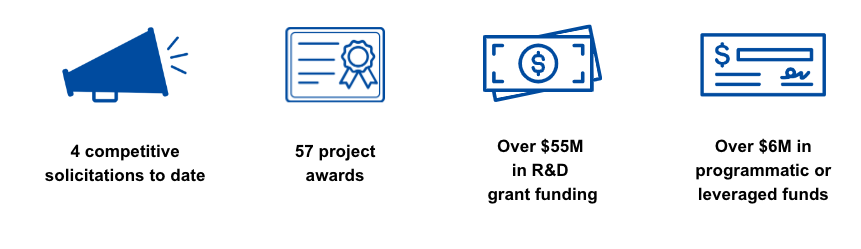 4 competitive
solicitations to date
57 project
awards
Over $55M
in R&D
grant funding
Over $6M in
programmatic or
leveraged funds